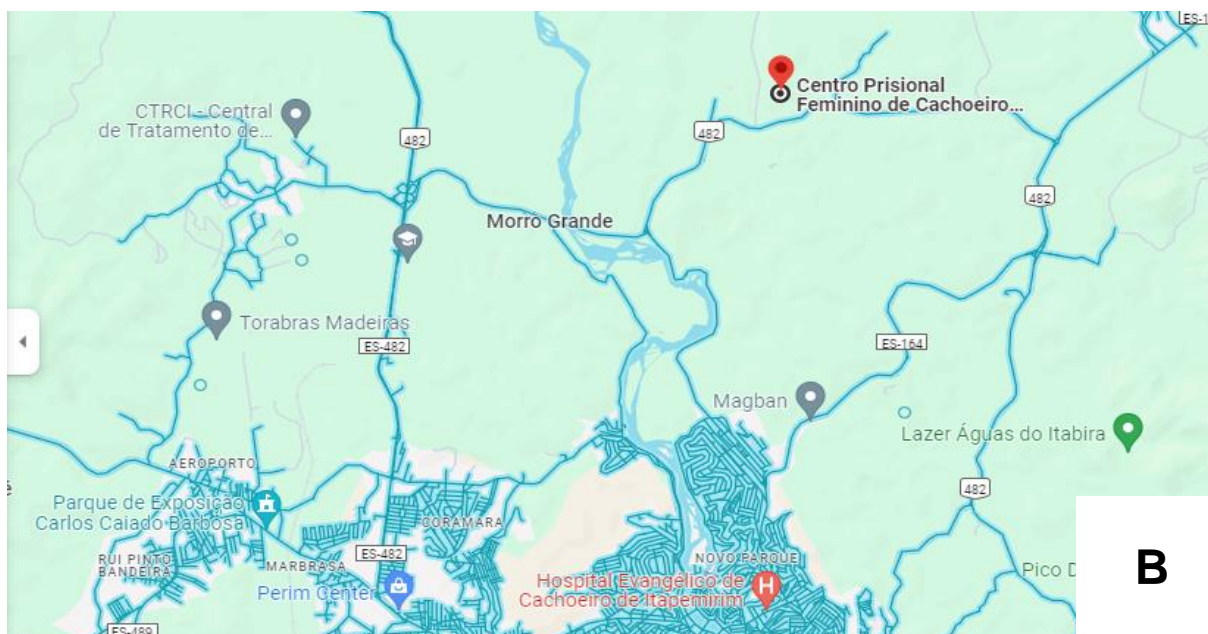 ES-1
Centro Prisional
Feminino de Cachoeiro...
CTRCI - Central
de Tratamento de...
482
482
482
Morro Grande
Torabras Madeiras
ES-482
ES-164
Magban
Lazer Águas do Itabira
AEROPORTO
482
Parque de Exposição
Carlos Caiado Barbosa
CORAMARA
RUI PINTO
BANDEIRA
MARBRASA
ES-482
NOVO PARQUE
Perim Center
Hospital Evangélico de
Cachoeiro de Itapemirim
Pico D
B
ES-489